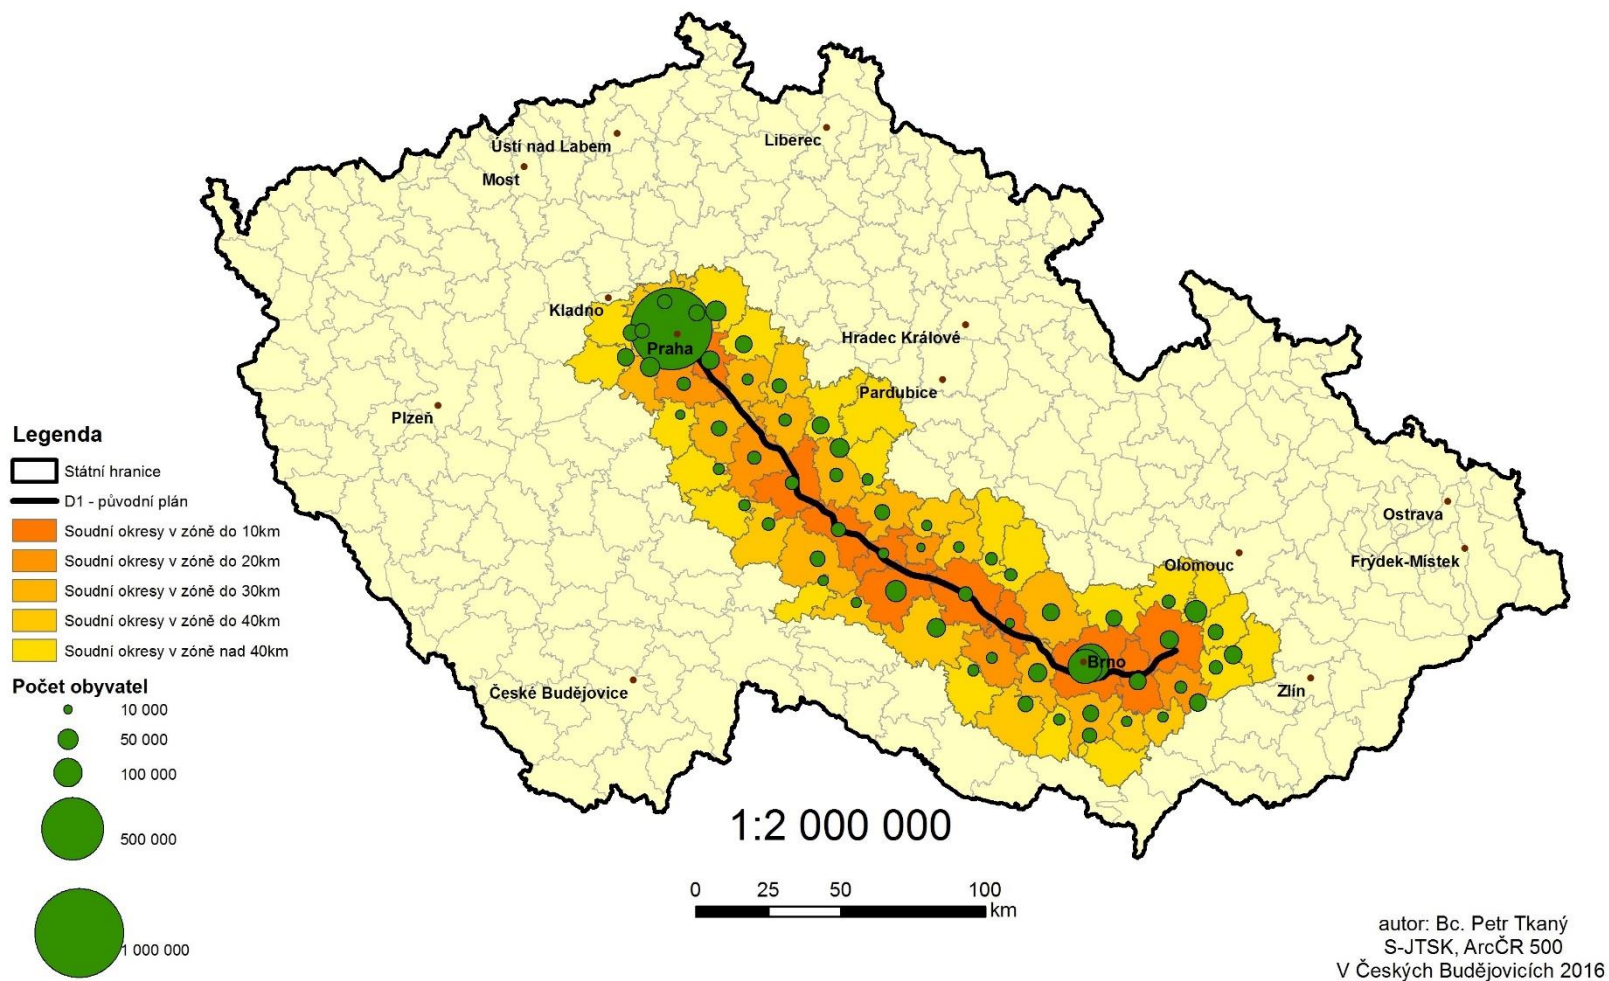 Ústí nad Labem
Liberec
Most
Kladno
Praha
Hradec Králové
Pardubice
Plzeň
Legenda
Státní hranice
D1 - původní plán
Soudní okresy v zóně do 10km
Soudní okresy v zóně do 20km
Soudní okresy v zóně do 30km
Soudní okresy v zóně do 40km
Soudní okresy v zóně nad 40km
Počet obyvatel
10 000
50 000
100 000
500 000
1 000 000
Ostrava
Olomouc
Frýdek-Místek
Brno
České Budějovice
Zlín
1:2 000 000
0 25 50 100
km
autor: Bc. Petr Tkaný
S-JTSK, ArcČR 500
V Českých Budějovicích 2016